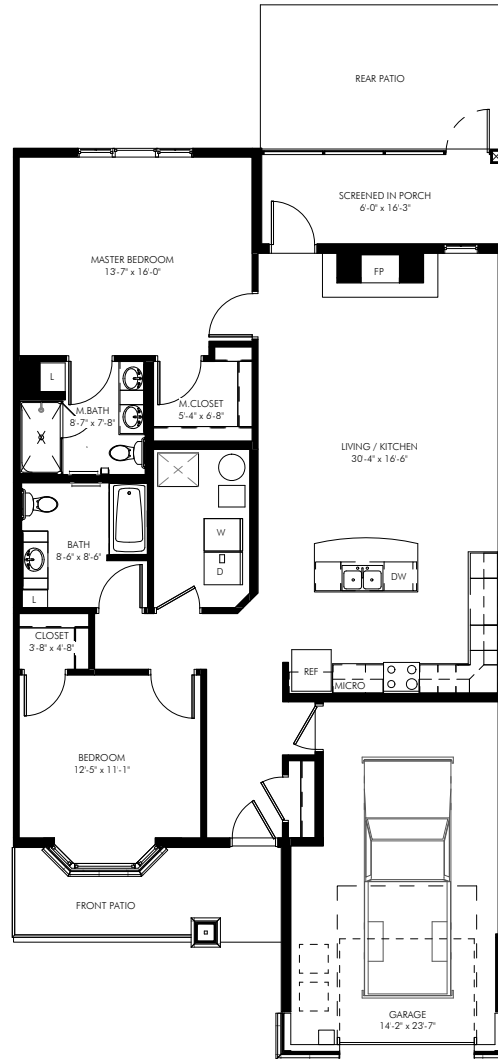 REAR PATIO
SCREENED IN PORCH
6'-0" x 16'-3"
MASTER BEDROOM
13'-7" x 16'-0"
FP
L
M.BATH
8'-7" x 7'-8"
M.CLOSET
5'-4" x 6'-8"
LIVING / KITCHEN
30'-4" x 16'-6"
W
D
BATH
8'-6" x 8'-6"
DW
L
CLOSET
3'-8" x 4'-8"
REF
MICRO
BEDROOM
12'-5" x 11'-1"
FRONT PATIO
GARAGE
14'-2" x 23'-7"